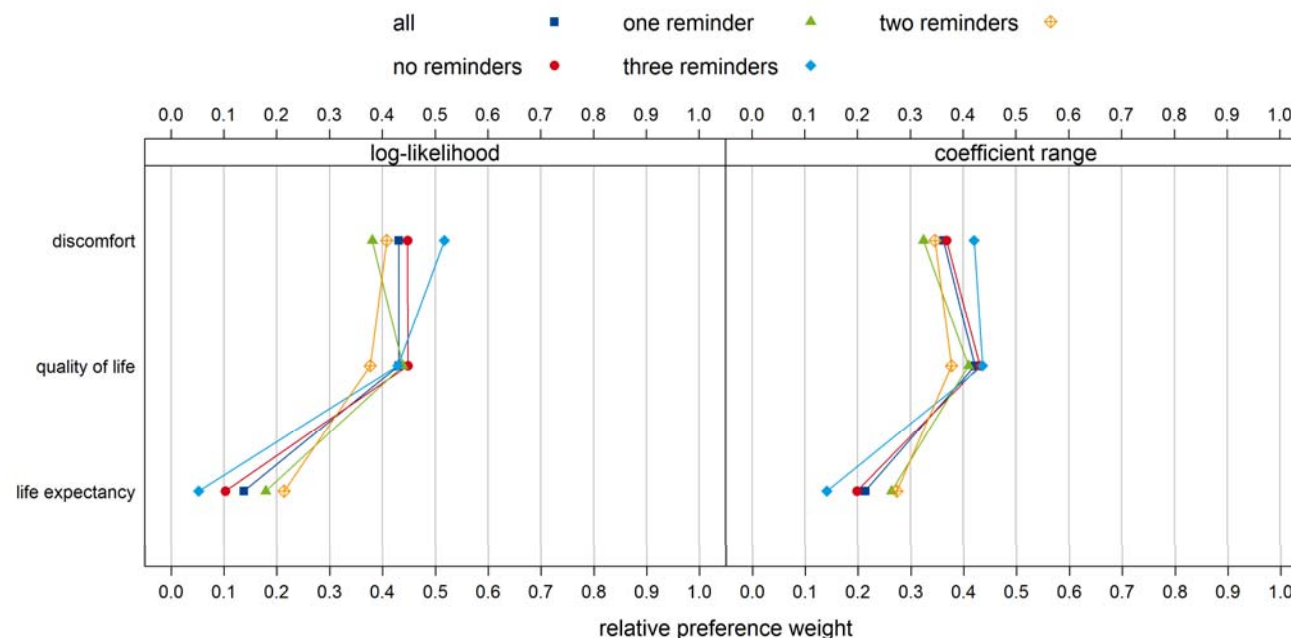 all one reminder two reminders
no reminders three reminders
0.0 0.1 0.2 0.3 0.4 0.5 0.6 0.7 0.8 0.9 1.0 0.0 0.1 0.2 0.3 0.4 0.5 0.6 0.7 0.8 0.9 1.0
log-likelihood coefficient range
discomfort
quality of life
life expectancy
0.0 0.1 0.2 0.3 0.4 0.5 0.6 0.7 0.8 0.9 1.0 0.0 0.1 0.2 0.3 0.4 0.5 0.6 0.7 0.8 0.9 1.0
relative preference weight